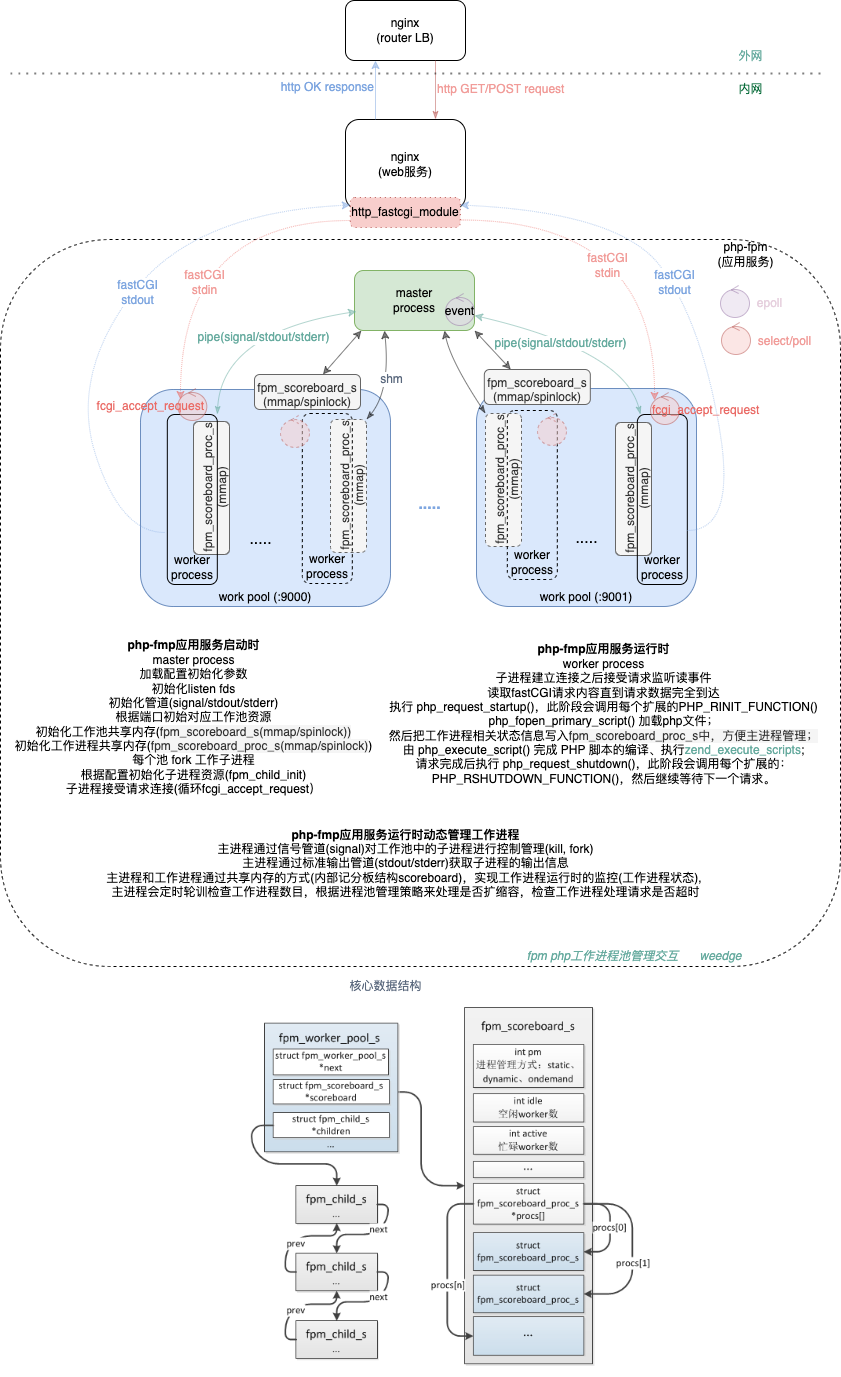 nginx
(router LB)
外网
http OK response
http GET/POST request
内网
nginx
(web服务)
http_fastcgi_module
php-fpm
(应用服务)
fastCGI
stdout
fastCGI
stdin
fastCGI
stdin
fastCGI
stdout
master
process
event
epoll
select/poll
pipe(signal/stdout/stderr)
pipe(signal/stdout/stderr)
shm
fpm_scoreboard_s
(mmap/spinlock)
fpm_scoreboard_s
(mmap/spinlock)
fcgi_accept_request
fcgi_accept_request
fpm_scoreboard_proc_s
(mmap)
fpm_scoreboard_proc_s
(mmap)
fpm_scoreboard_proc_s
(mmap)
fpm_scoreboard_proc_s
(mmap)
.....
.....
.....
worker
process
worker
process
worker
process
worker
process
work pool (:9000)
work pool (:9001)
php-fmp应用服务启动时
master process
加载配置初始化参数
初始化listen fds
初始化管道(signal/stdout/stderr)
根据端口初始对应工作池资源
初始化工作池共享内存(fpm_scoreboard_s(mmap/spinlock))
初始化工作进程共享内存(fpm_scoreboard_proc_s(mmap/spinlock))
每个池 fork 工作子进程
根据配置初始化子进程资源(fpm_child_init)
子进程接受请求连接(循环fcgi_accept_request)
php-fmp应用服务运行时
worker process
子进程建立连接之后接受请求监听读事件
读取fastCGI请求内容直到请求数据完全到达
执行 php_request_startup()，此阶段会调用每个扩展的PHP_RINIT_FUNCTION()
php_fopen_primary_script() 加载php文件；
然后把工作进程相关状态信息写入fpm_scoreboard_proc_s中，方便主进程管理；
由 php_execute_script() 完成 PHP 脚本的编译、执行zend_execute_scripts;
请求完成后执行 php_request_shutdown()，此阶段会调用每个扩展的：
PHP_RSHUTDOWN_FUNCTION()，然后继续等待下一个请求。
php-fmp应用服务运行时动态管理工作进程
主进程通过信号管道(signal)对工作池中的子进程进行控制管理(kill, fork)
主进程通过标准输出管道(stdout/stderr)获取子进程的输出信息
主进程和工作进程通过共享内存的方式(内部记分板结构scoreboard)，实现工作进程运行时的监控(工作进程状态),
主进程会定时轮训检查工作进程数目，根据进程池管理策略来处理是否扩缩容，检查工作进程处理请求是否超时
fpm php工作进程池管理交互 weedge
核心数据结构
fpm_worker_pool_s
struct fpm_worker_pool_s
*next
struct fpm_scoreboard_s
*scoreboard
struct fpm_child_s
*children
...
fpm_child_s
...
prev
next
fpm_child_s
...
prev
next
fpm_child_s
...
fpm_scoreboard_s
int pm
进程管理方式：static、
dynamic、ondemand
int idle
空闲worker数
int active
忙碌worker数
...
struct
fpm_scoreboard_proc_s
*procs[]
procs[0]
struct
fpm_scoreboard_proc_s
procs[1]
procs[n]
struct
fpm_scoreboard_proc_s
...